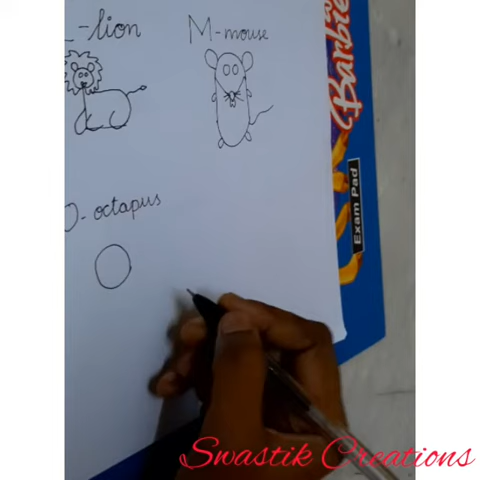 L-lion
M-mouse
O-octapus
Barbie
Exam Pad
Swastik Creations